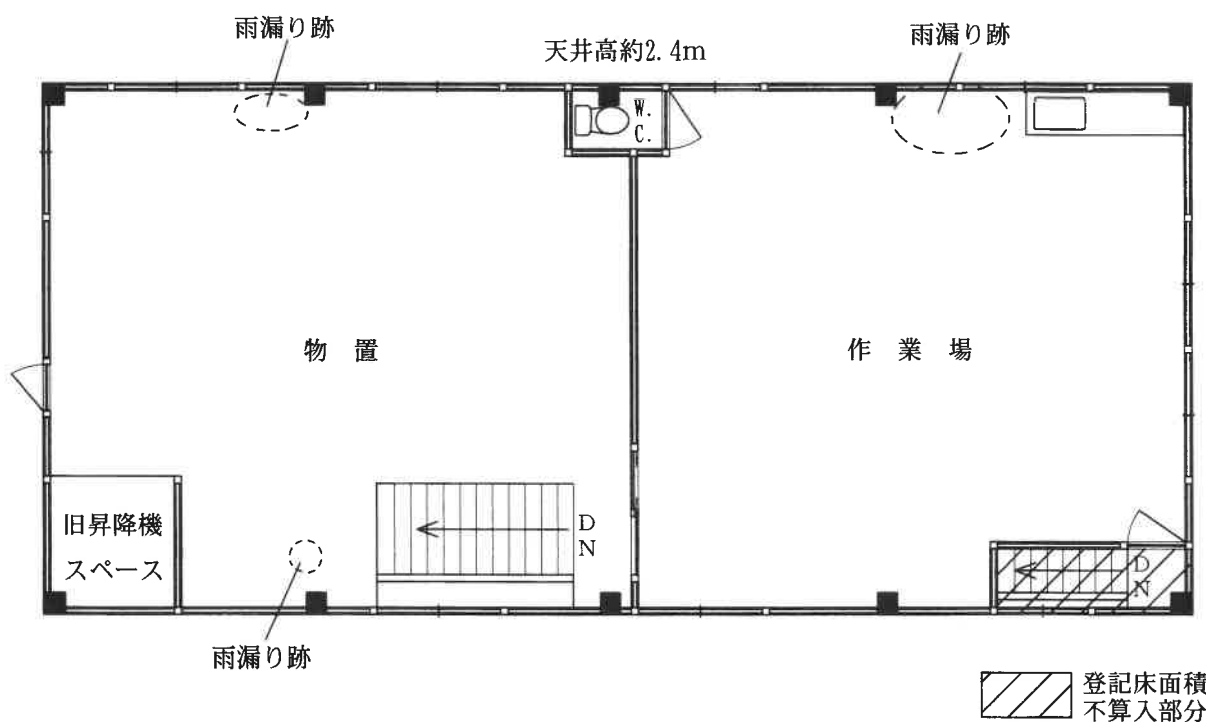 雨漏り跡
天井高約2.4m
雨漏り跡
W.
C.
物 置
作 業 場
旧昇降機
スペース
D
N
D
N
雨漏り跡
登記床面積
不算入部分